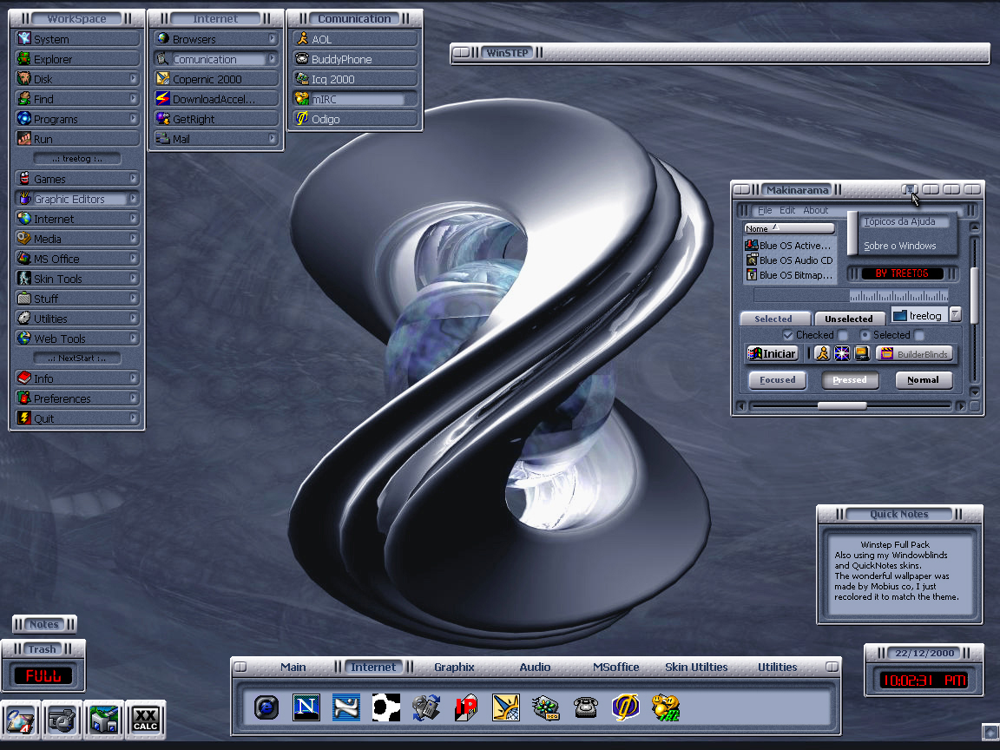 WorkSpace
System
Explorer
Disk
Find
Programs
Run
..: treetog :..
Games
Graphic Editors
Internet
Media
MS Office
Skin Tools
Stuff
Utilities
Web Tools
..: NextStart :..
Info
Preferences
Quit
Internet
Browsers
Comunication
Copernic 2000
DownloadAccel...
GetRight
Mail
Comunication
AOL
BuddyPhone
Icq 2000
mIRC
Odigo
WinSTEP
Makinarama
File Edit About
Tópicos da Ajuda
Sobre o Windows
Nome
Blue OS Active...
Blue OS Audio CD
Blue OS Bitmap...
BY TREETOG
Selected Unselected treetog
Checked Selected
Iniciar BuilderBlinds
Focused Pressed Normal
Quick Notes
Winstep Full Pack
Also using my Windowblinds
and QuickNotes skins.
The wonderful wallpaper was
made by Mobius co, I just
recolored it to match the theme.
Notes
Trash
FULL
XX
CALC
Main Internet Graphix Audio MSoffice Skin Utilties Utilities
22/12/2000
10:02:31 PM